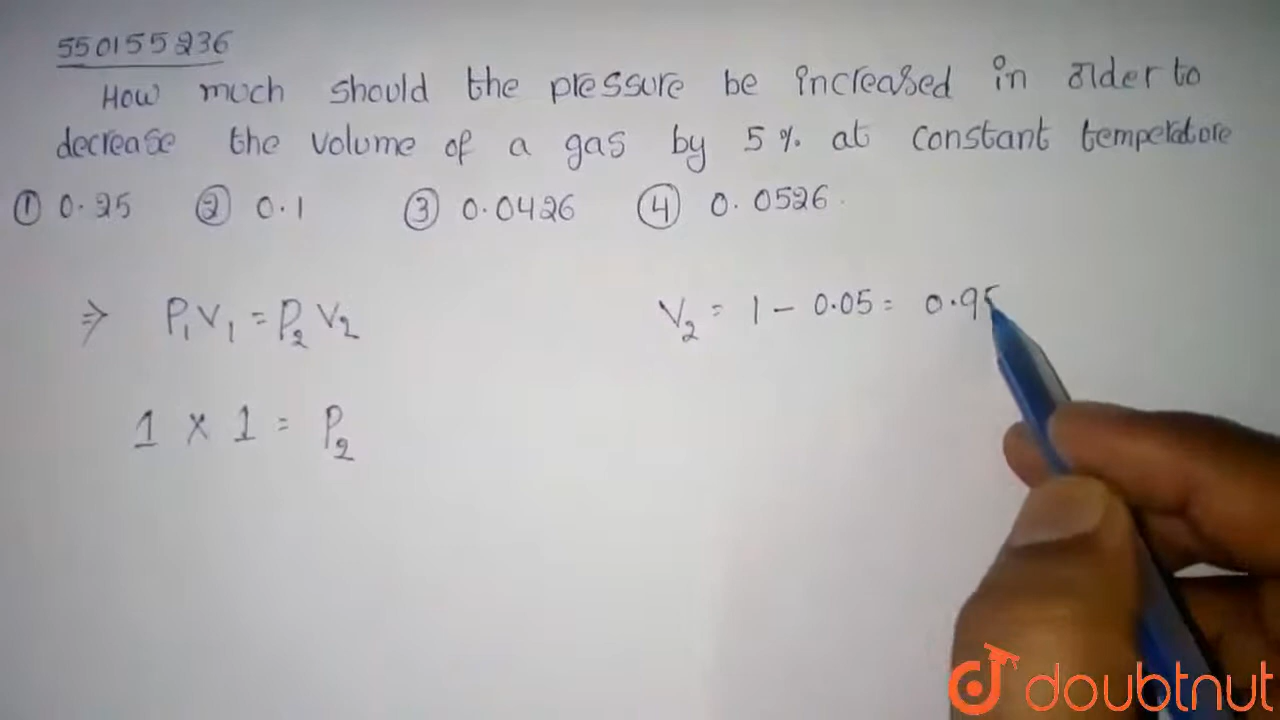 550155236
How much should the pressure be increased in order to
decrease the volume of a gas by 5% at constant temperature
① 0.25 ② 0.1 ③ 0.0426 ④ 0.0526
⇒ P₁V₁ = P₂V₂
V₂ = 1 - 0.05 = 0.95
1 × 1 = P₂
doubtnut